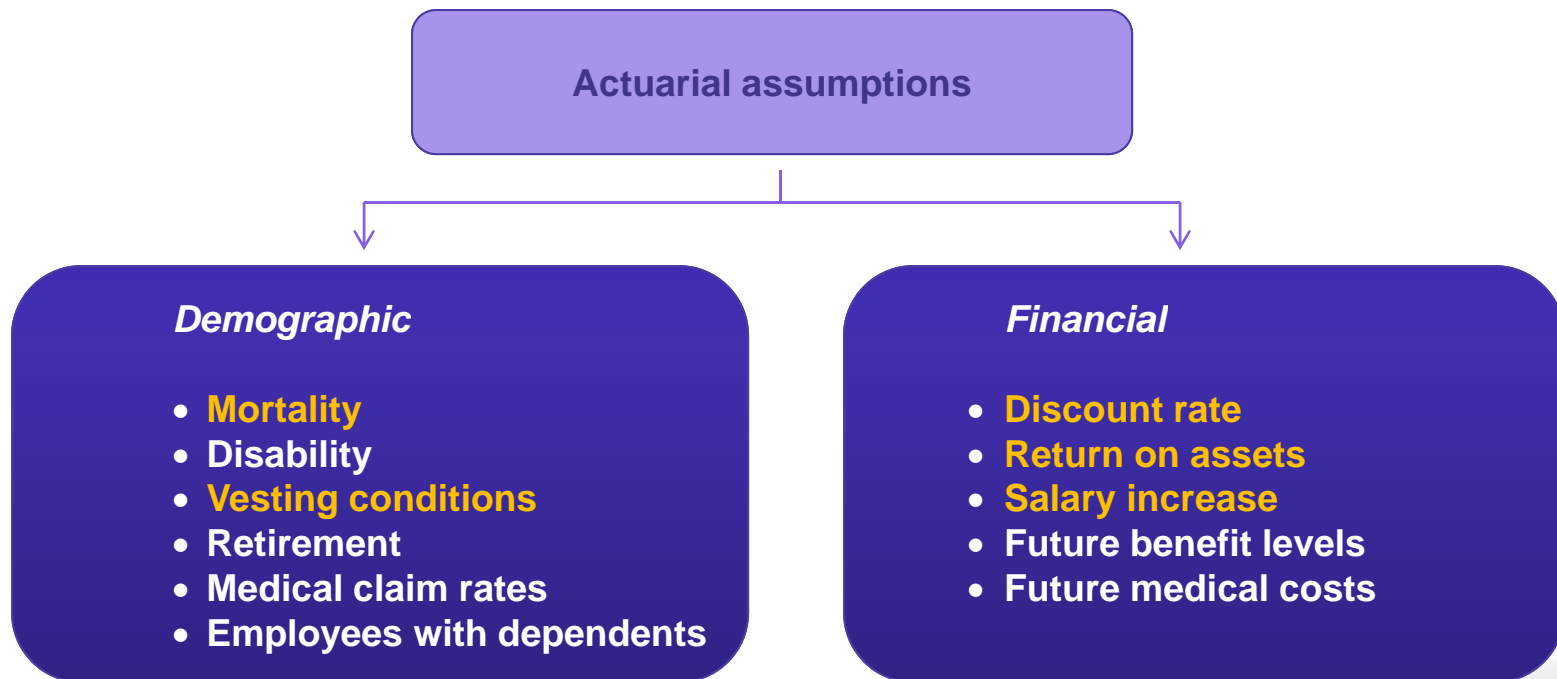 Actuarial assumptions
Demographic
• Mortality
• Disability
• Vesting conditions
• Retirement
• Medical claim rates
• Employees with dependents
Financial
• Discount rate
• Return on assets
• Salary increase
• Future benefit levels
• Future medical costs